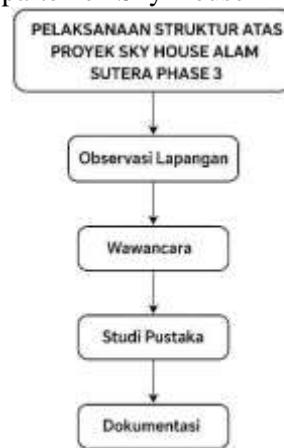 PELAKSANAAN STRUKTUR ATAS
PROYEK SKY HOUSE ALAM
SUTERA PHASE 3
Observasi Lapangan
Wawancara
Studi Pustaka
Dokumentasi